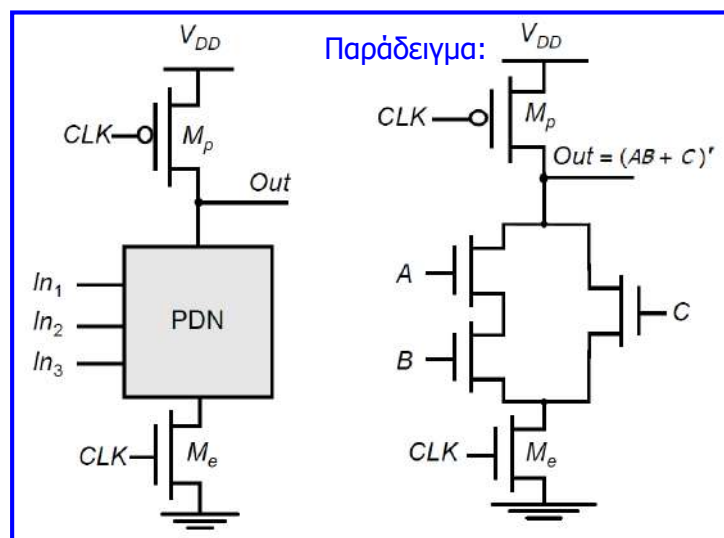 Παράδειγμα:
V_DD
CLK
M_p
Out
In_1
In_2
In_3
PDN
CLK
M_e
V_DD
CLK
M_p
Out = (AB + C)'
A
B
C
CLK
M_e